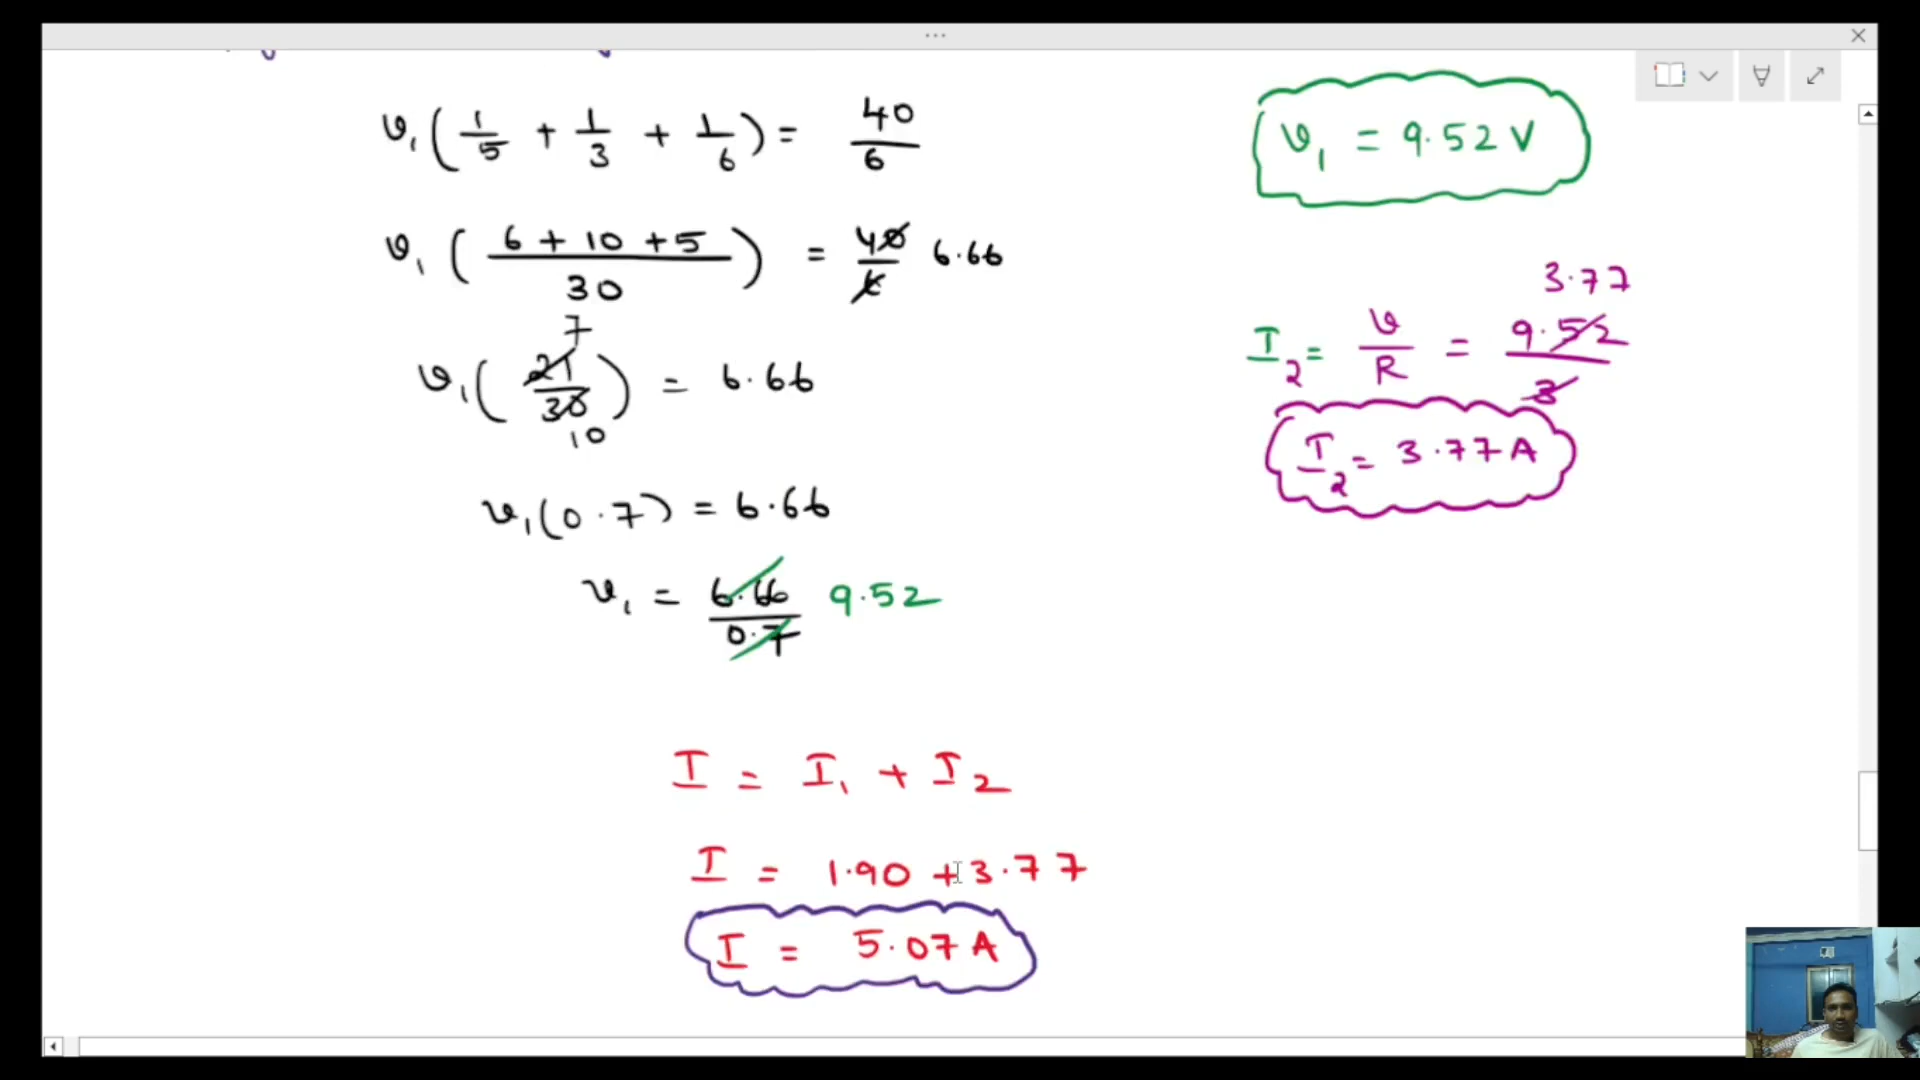 v₁(1/5 + 1/3 + 1/6) = 40/6
v₁((6 + 10 + 5)/30) = 40/6 6.66
7
v₁(21/30) = 6.66
10
v₁(0.7) = 6.66
v₁ = 6.66/0.7 9.52
I = I₁ + I₂
I = 1.90 + 3.77
I = 5.07 A
v₁ = 9.52 V
3.77
I₂ = v/R = 9.52/3
I₂ = 3.77 A